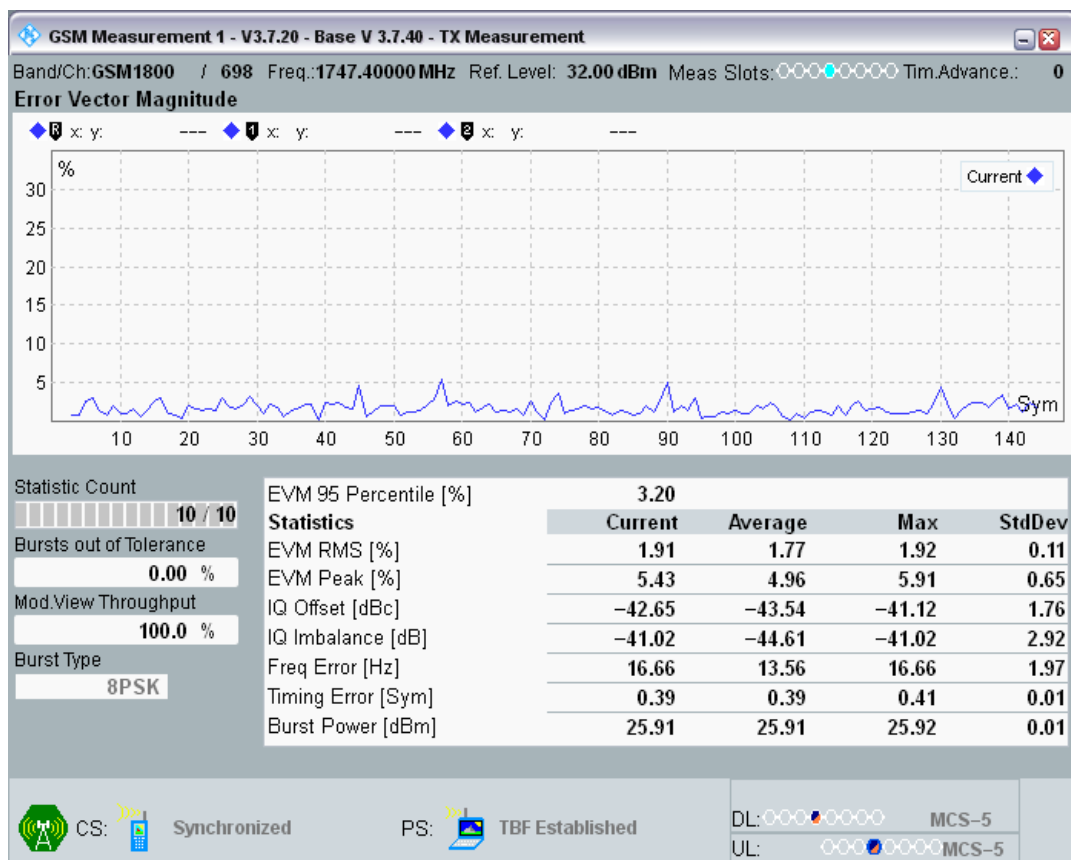 GSM Measurement 1 - V3.7.20 - Base V 3.7.40 - TX Measurement
Band/Ch:GSM1800 / 698 Freq.:1747.40000 MHz Ref. Level: 32.00 dBm Meas Slots: Tim.Advance.: 0
Error Vector Magnitude
R x: y: --- 1 x: y: --- 2 x: y: ---
%
Current
30
25
20
15
10
5
Sym
10 20 30 40 50 60 70 80 90 100 110 120 130 140
Statistic Count
10 / 10
Bursts out of Tolerance
0.00 %
Mod.View Throughput
100.0 %
Burst Type
8PSK
EVM 95 Percentile [%] 3.20
Statistics Current Average Max StdDev
EVM RMS [%] 1.91 1.77 1.92 0.11
EVM Peak [%] 5.43 4.96 5.91 0.65
IQ Offset [dBc] −42.65 −43.54 −41.12 1.76
IQ Imbalance [dB] −41.02 −44.61 −41.02 2.92
Freq Error [Hz] 16.66 13.56 16.66 1.97
Timing Error [Sym] 0.39 0.39 0.41 0.01
Burst Power [dBm] 25.91 25.91 25.92 0.01
CS: Synchronized PS: TBF Established
DL: MCS−5
UL: MCS−5